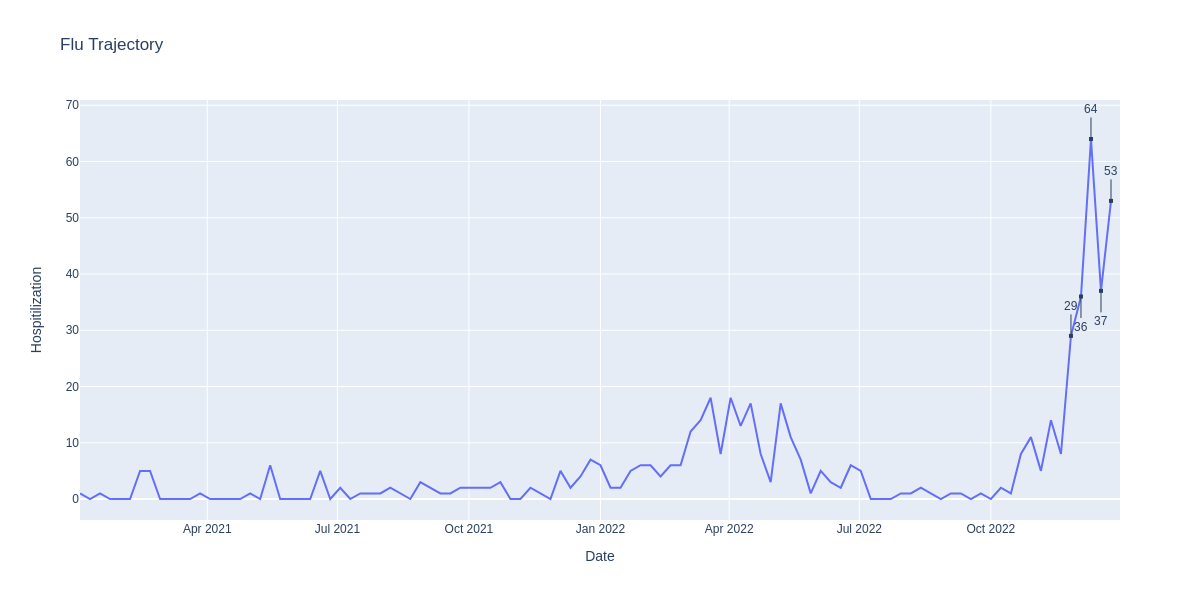 Flu Trajectory
70
60
50
40
30
20
10
0
Hospitilization
64
53
29
36
37
Apr 2021
Jul 2021
Oct 2021
Jan 2022
Apr 2022
Jul 2022
Oct 2022
Date